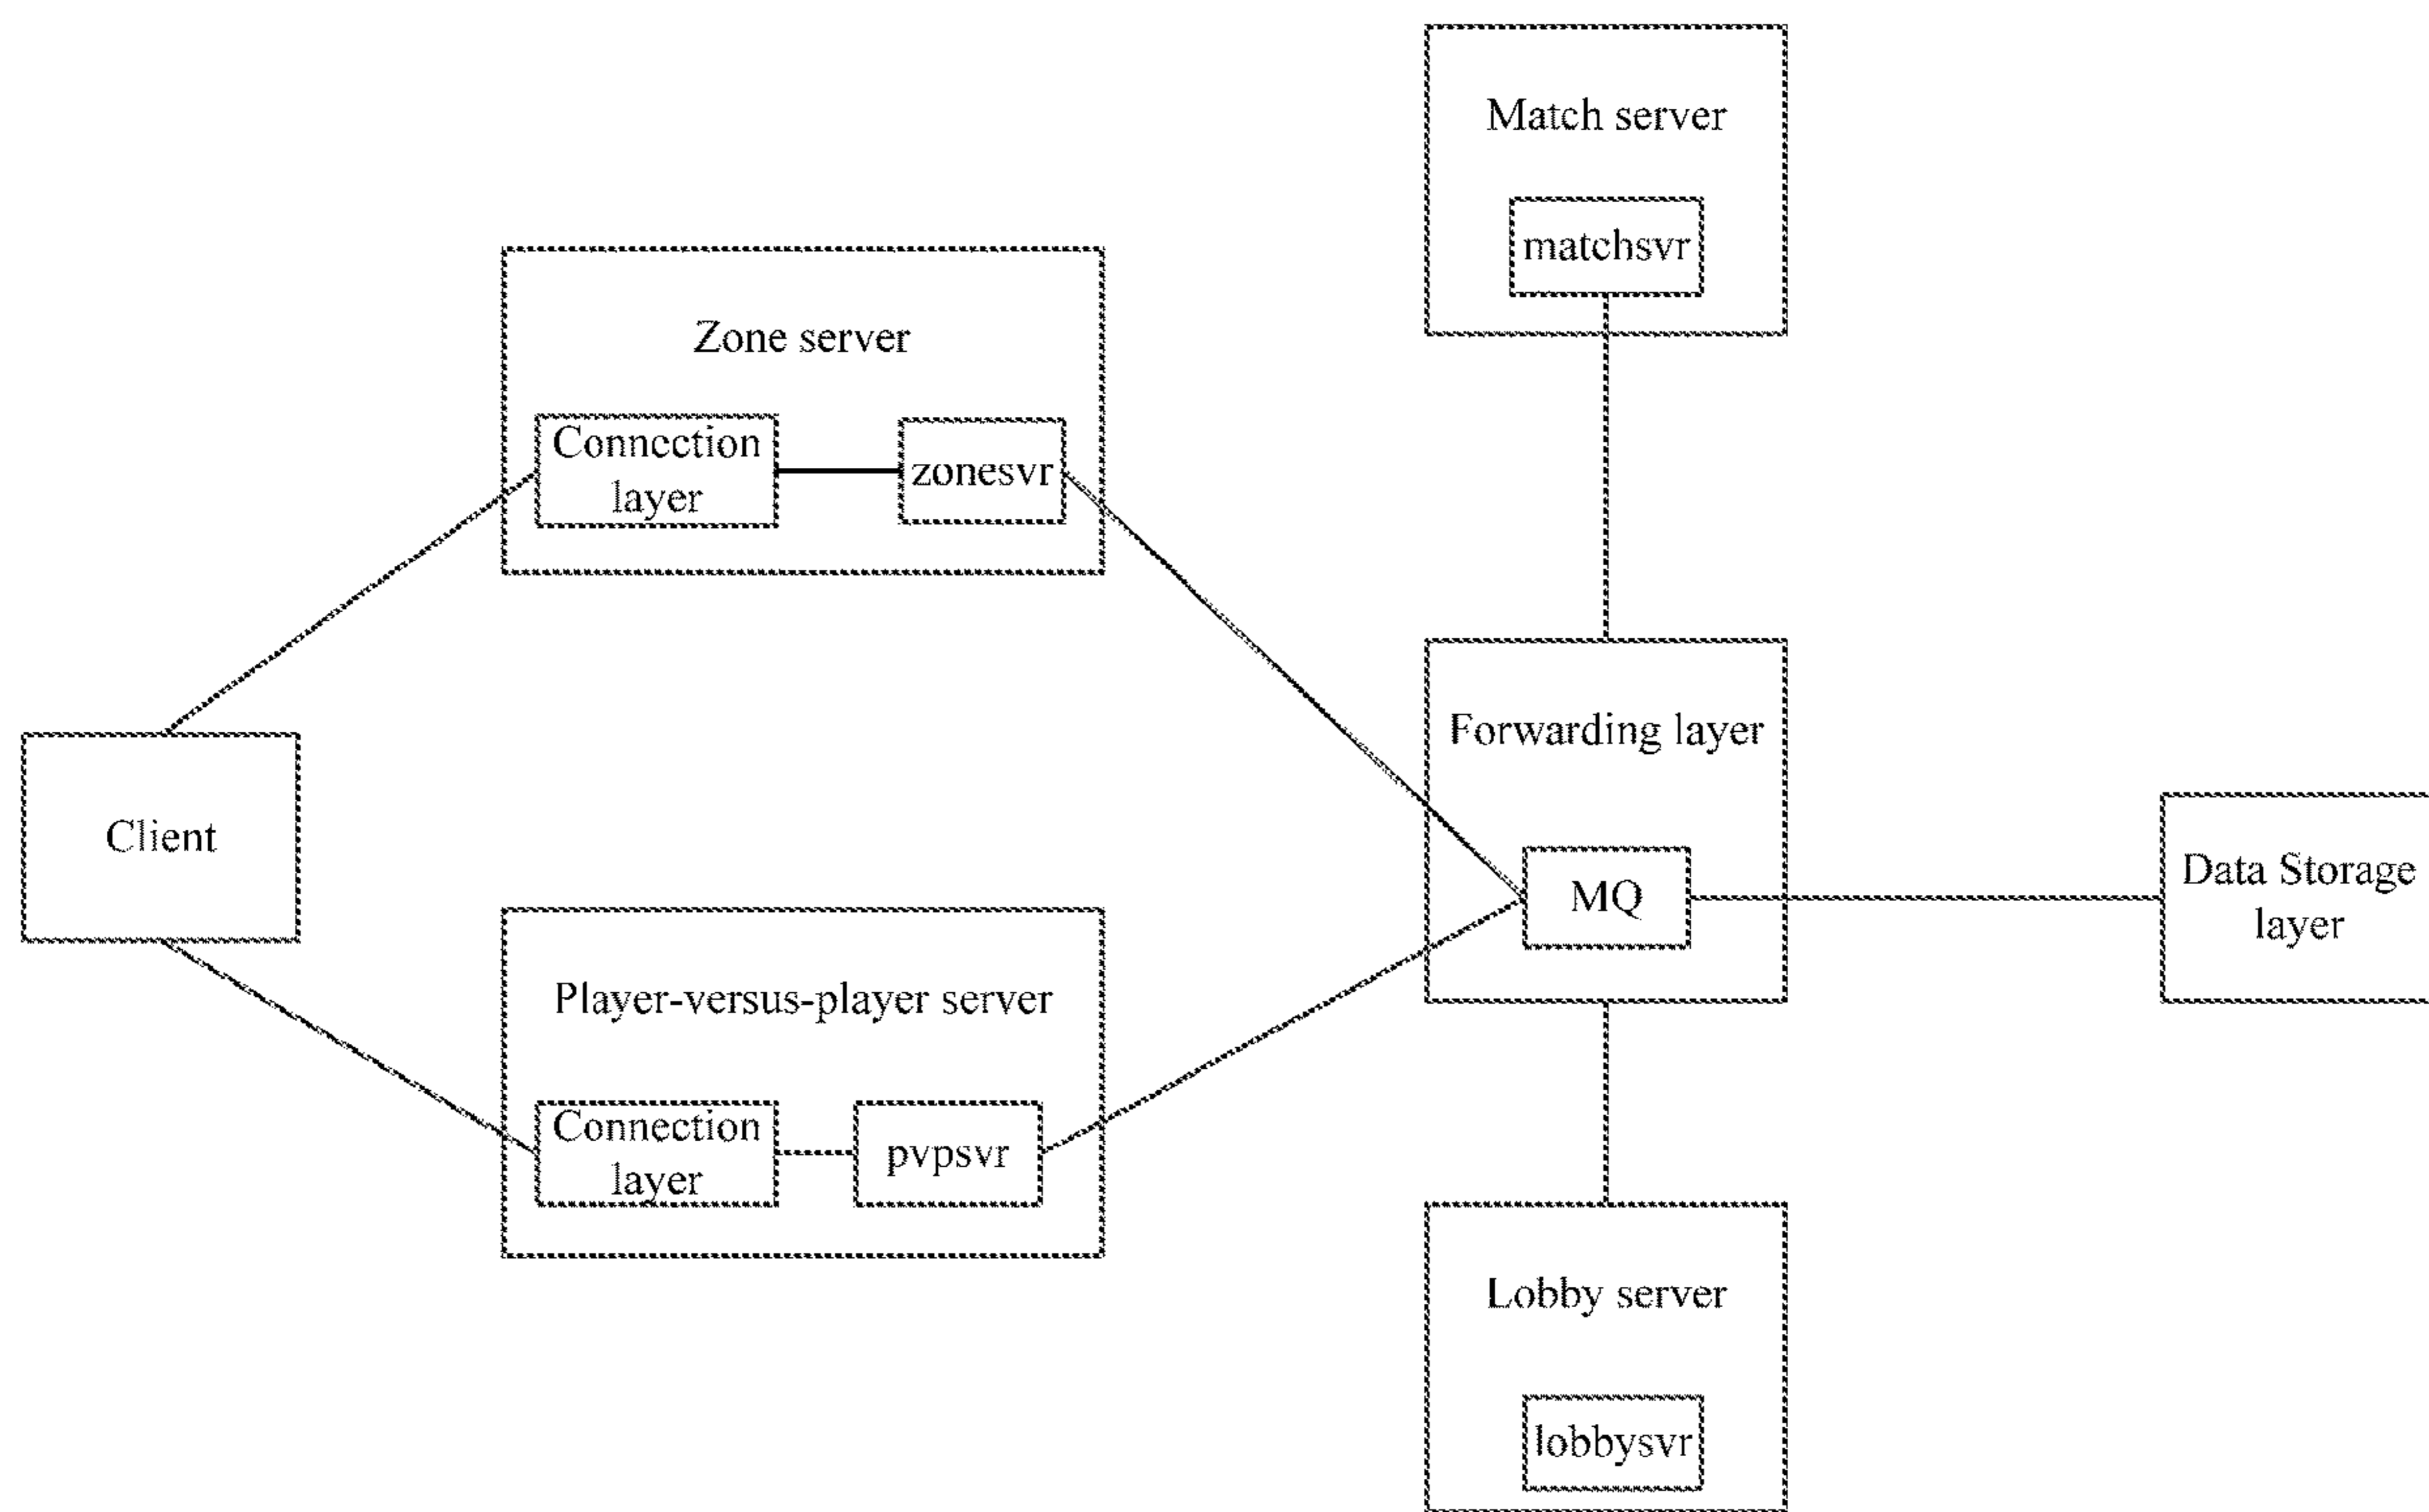 Match server
matchsvr
Zone server
Connection
layer
zonesvr
Forwarding layer
MQ
Client
Data Storage
layer
Player-versus-player server
Connection
layer
pvpsvr
Lobby server
lobbysvr